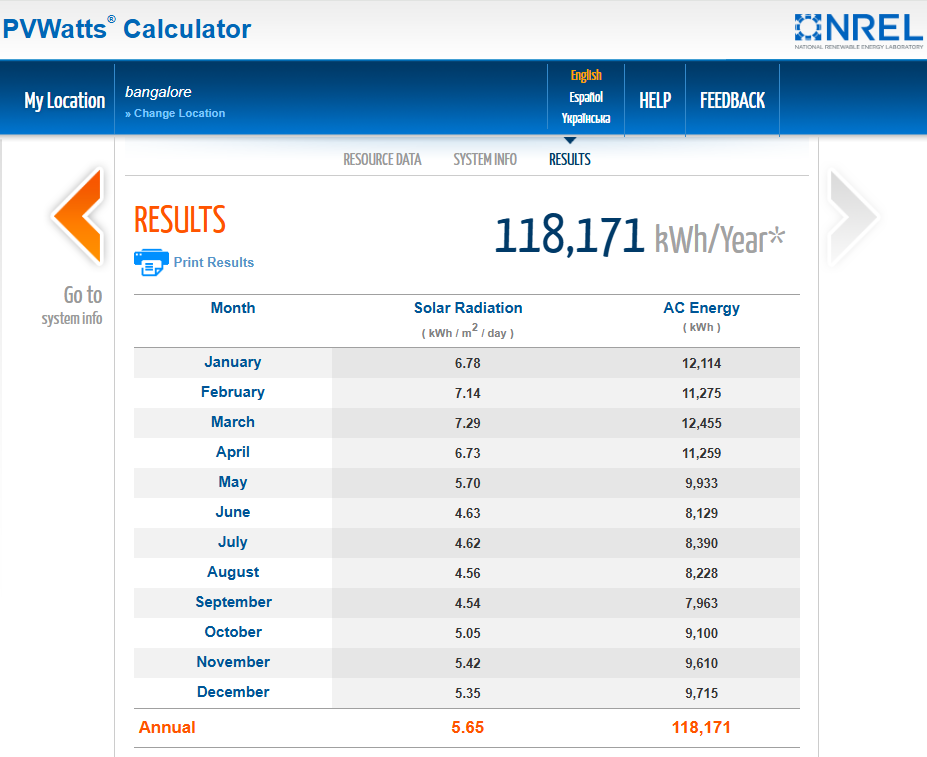 PVWatts® Calculator
NREL
NATIONAL RENEWABLE ENERGY LABORATORY
My Location
bangalore
» Change Location
English
Español
Українська
HELP
FEEDBACK
RESOURCE DATA SYSTEM INFO RESULTS
Go to
system info
RESULTS
118,171 kWh/Year*
Print Results
Month Solar Radiation AC Energy
( kWh / m² / day ) ( kWh )
January 6.78 12,114
February 7.14 11,275
March 7.29 12,455
April 6.73 11,259
May 5.70 9,933
June 4.63 8,129
July 4.62 8,390
August 4.56 8,228
September 4.54 7,963
October 5.05 9,100
November 5.42 9,610
December 5.35 9,715
Annual 5.65 118,171